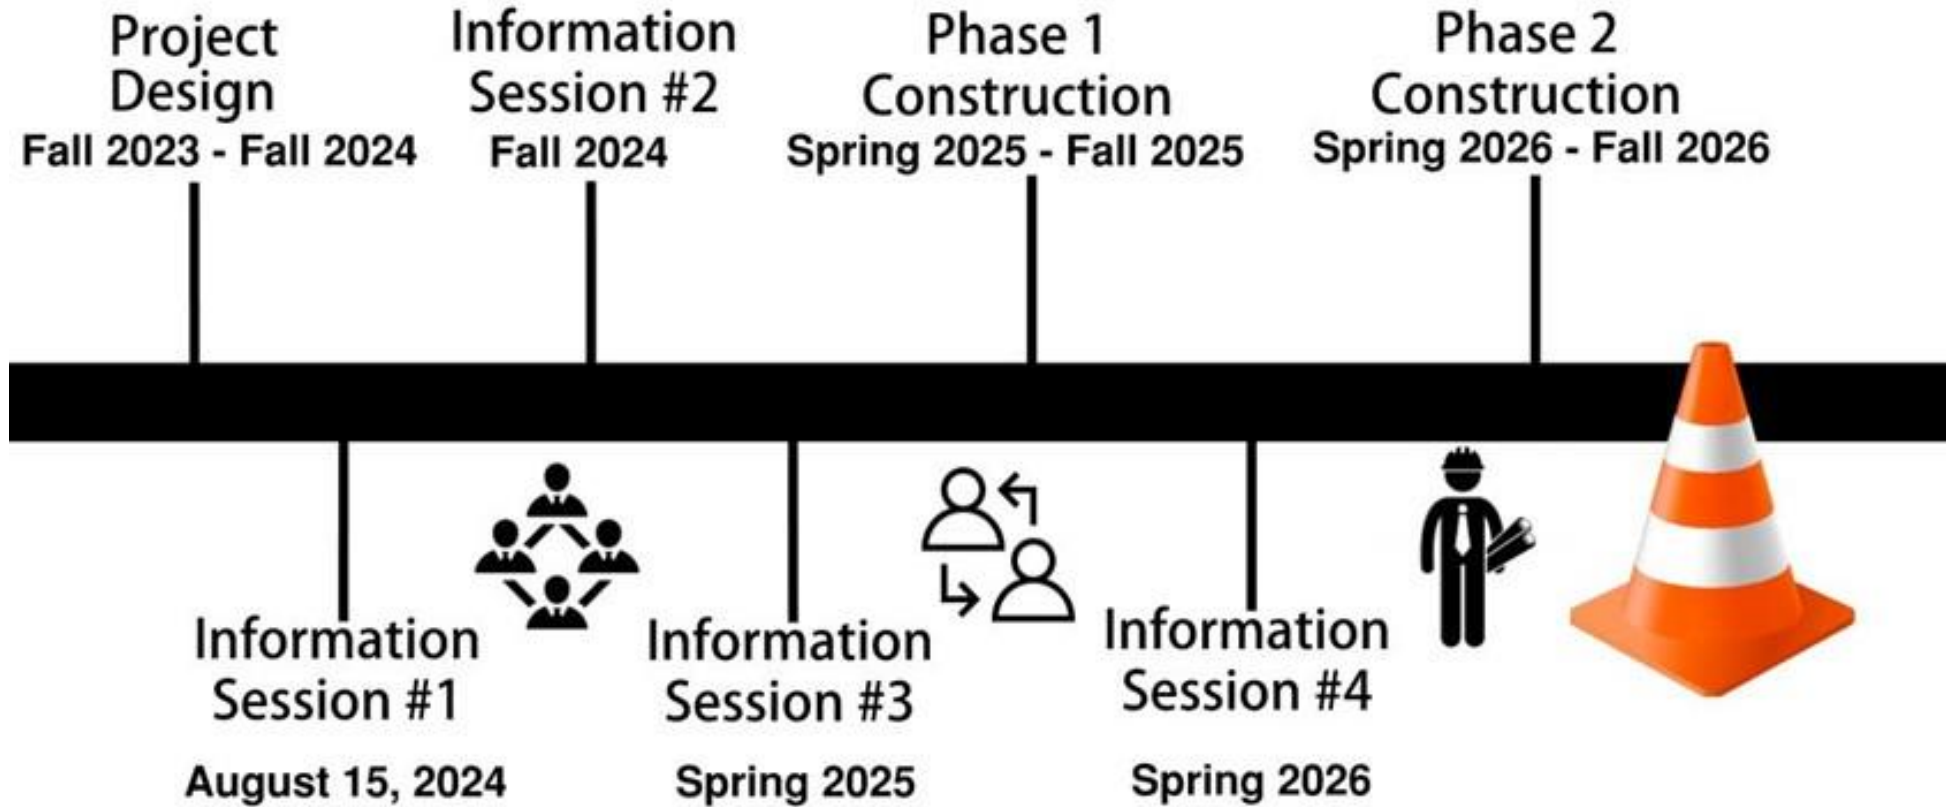 Project
Design
Fall 2023 - Fall 2024
Information
Session #2
Fall 2024
Phase 1
Construction
Spring 2025 - Fall 2025
Phase 2
Construction
Spring 2026 - Fall 2026
Information
Session #1
August 15, 2024
Information
Session #3
Spring 2025
Information
Session #4
Spring 2026